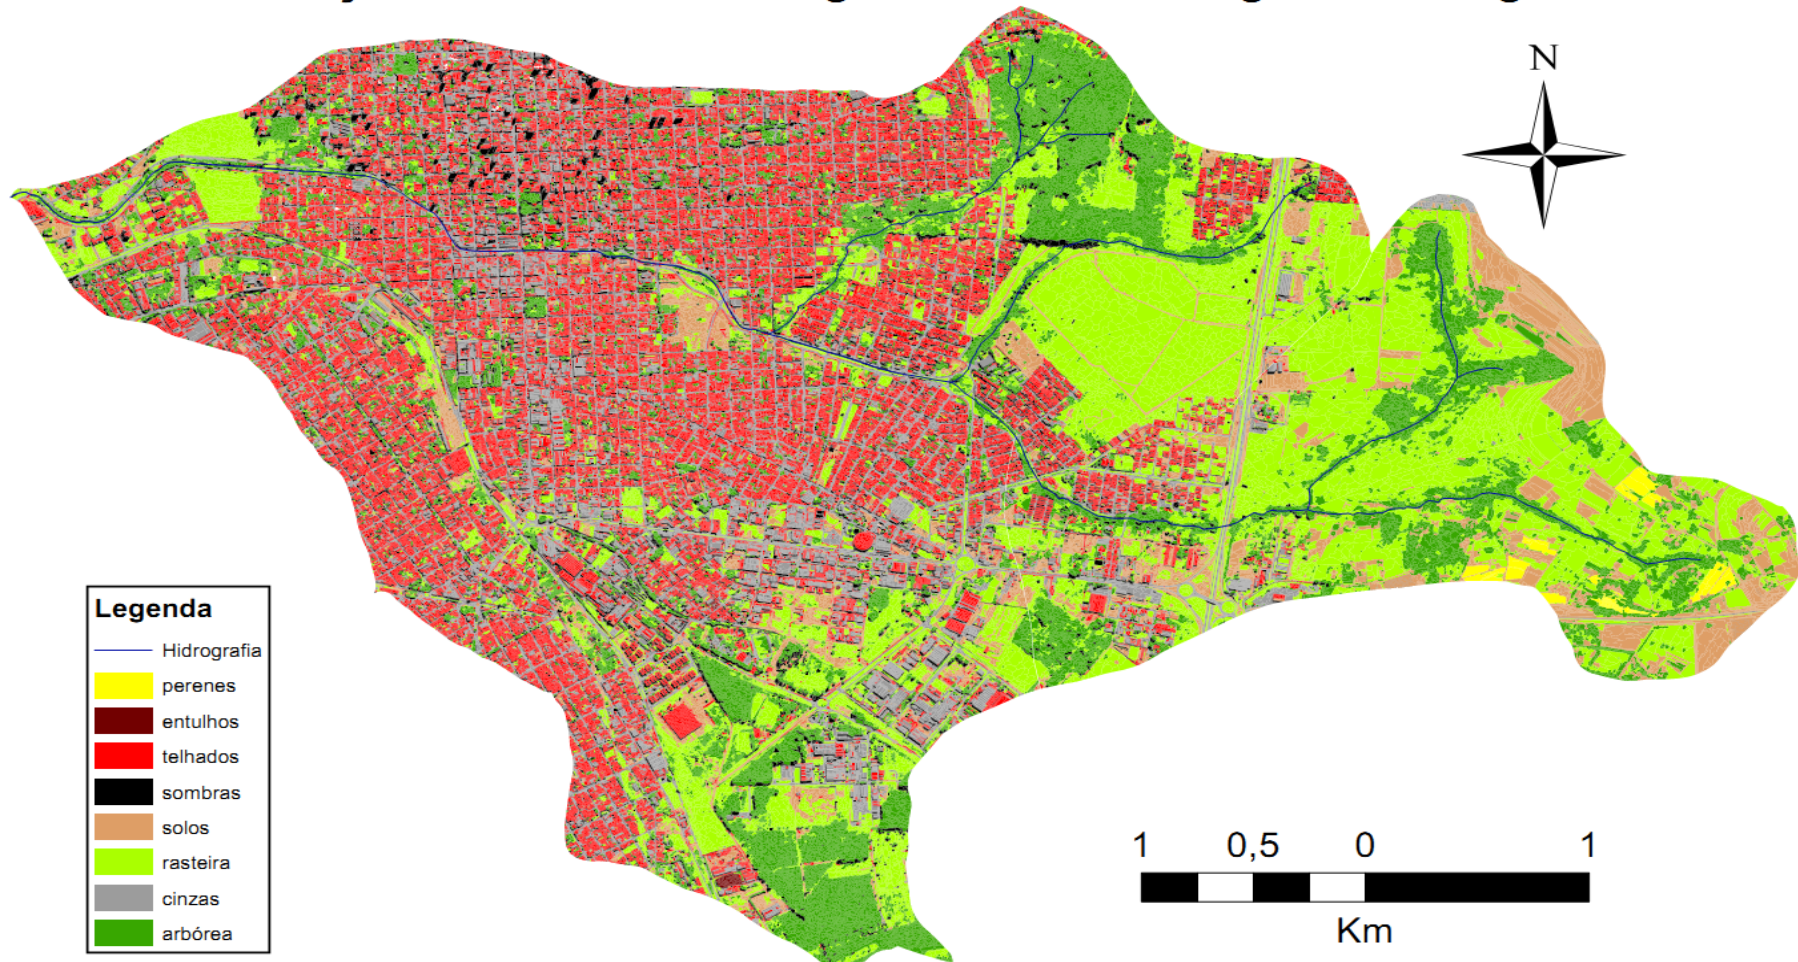 N
Legenda
Hidrografia
perenes
entulhos
telhados
sombras
solos
rasteira
cinzas
arbórea
1 0,5 0 1
Km